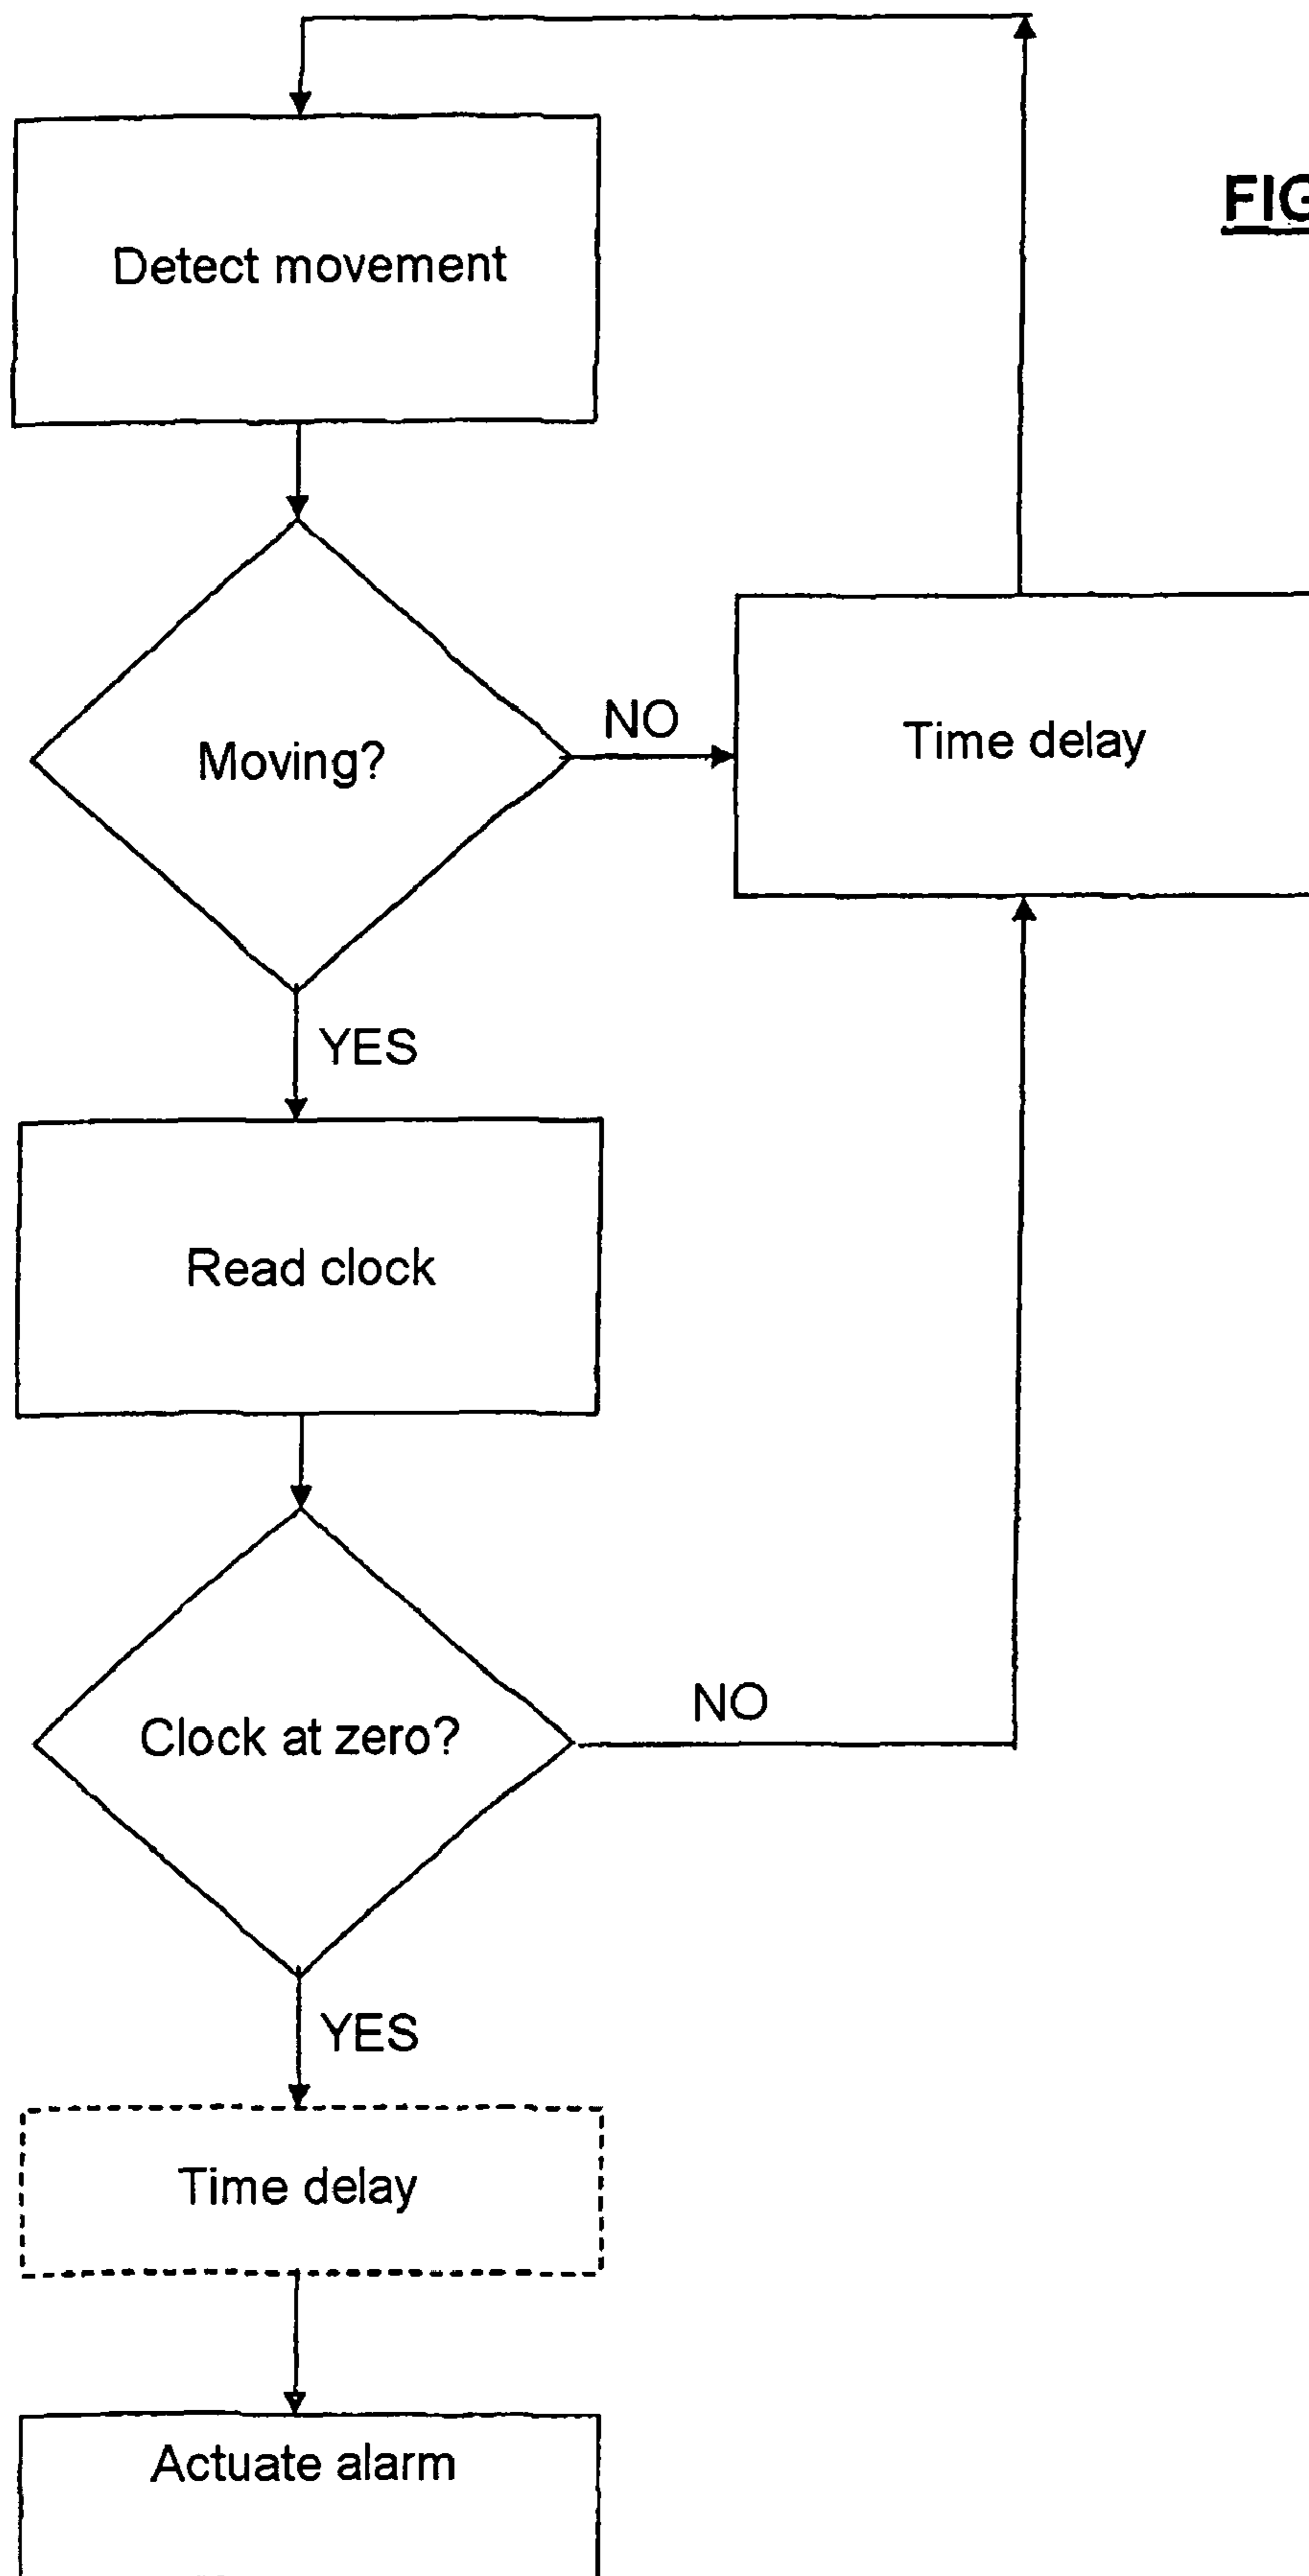 FIG
Detect movement
Moving?
NO
Time delay
YES
Read clock
Clock at zero?
NO
YES
Time delay
Actuate alarm